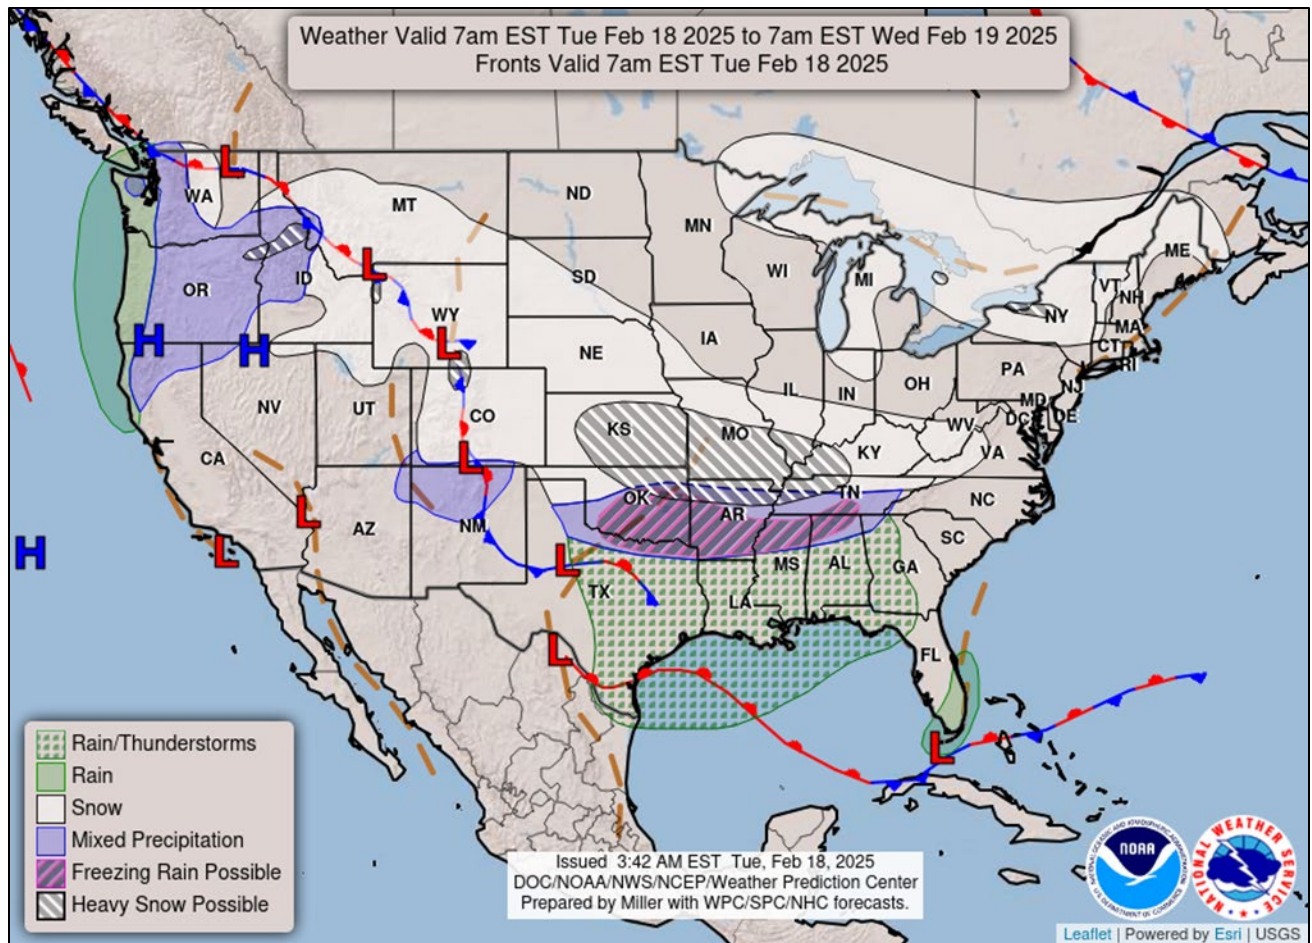 Weather Valid 7am EST Tue Feb 18 2025 to 7am EST Wed Feb 19 2025
Fronts Valid 7am EST Tue Feb 18 2025
L
WA
MT
ND
MN
ME
L
OR
ID
SD
WI
MI
VT
NH
NY
MA
CT
RI
H
H
WY
L
IA
NE
PA
NJ
IL
IN
OH
MD
DC
DE
NV
UT
CO
KS
MO
WV
KY
VA
CA
L
OK
TN
NC
L
AZ
NM
AR
SC
H
L
L
TX
MS
AL
GA
LA
L
FL
L
Rain/Thunderstorms
Rain
Snow
Mixed Precipitation
Freezing Rain Possible
Heavy Snow Possible
Issued 3:42 AM EST Tue, Feb 18, 2025
DOC/NOAA/NWS/NCEP/Weather Prediction Center
Prepared by Miller with WPC/SPC/NHC forecasts.
NOAA
NATIONAL WEATHER SERVICE
Leaflet | Powered by Esri | USGS